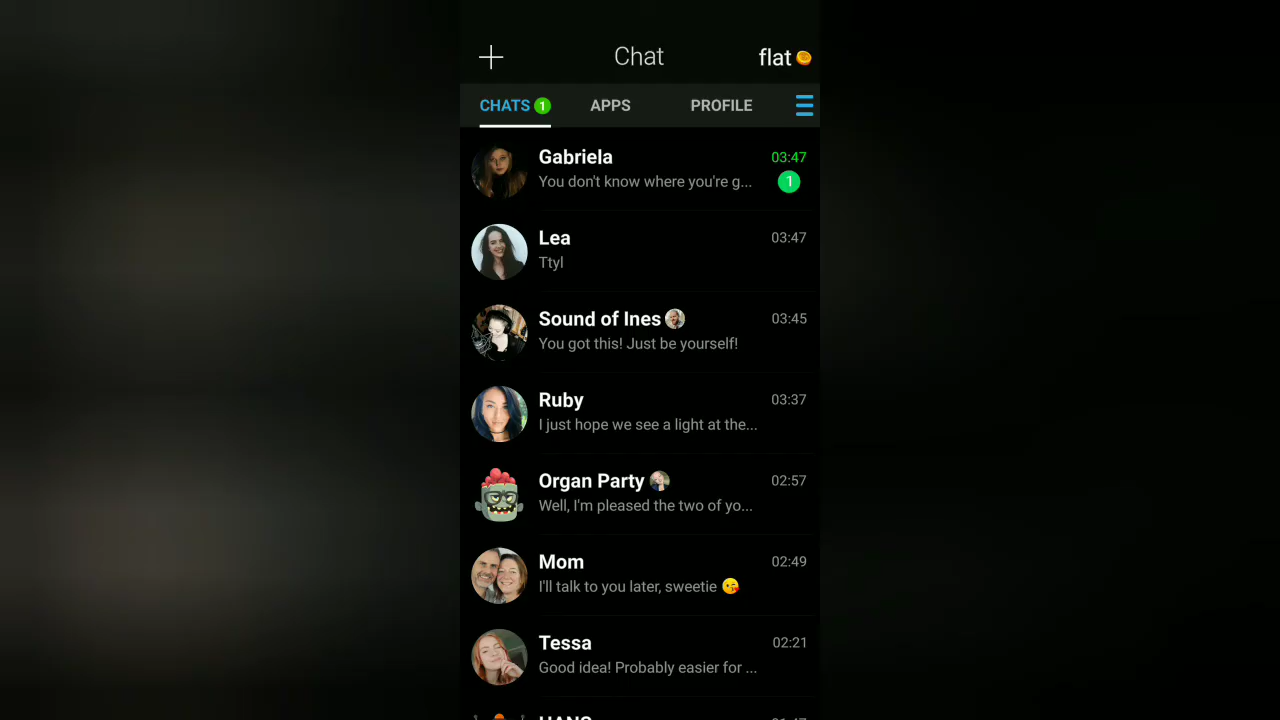 Chat
flat
CHATS 1
APPS
PROFILE
Gabriela
03:47
You don't know where you're g...
1
Lea
03:47
Ttyl
Sound of Ines
03:45
You got this! Just be yourself!
Ruby
03:37
I just hope we see a light at the...
Organ Party
02:57
Well, I'm pleased the two of yo...
Mom
02:49
I'll talk to you later, sweetie 😘
Tessa
02:21
Good idea! Probably easier for ...